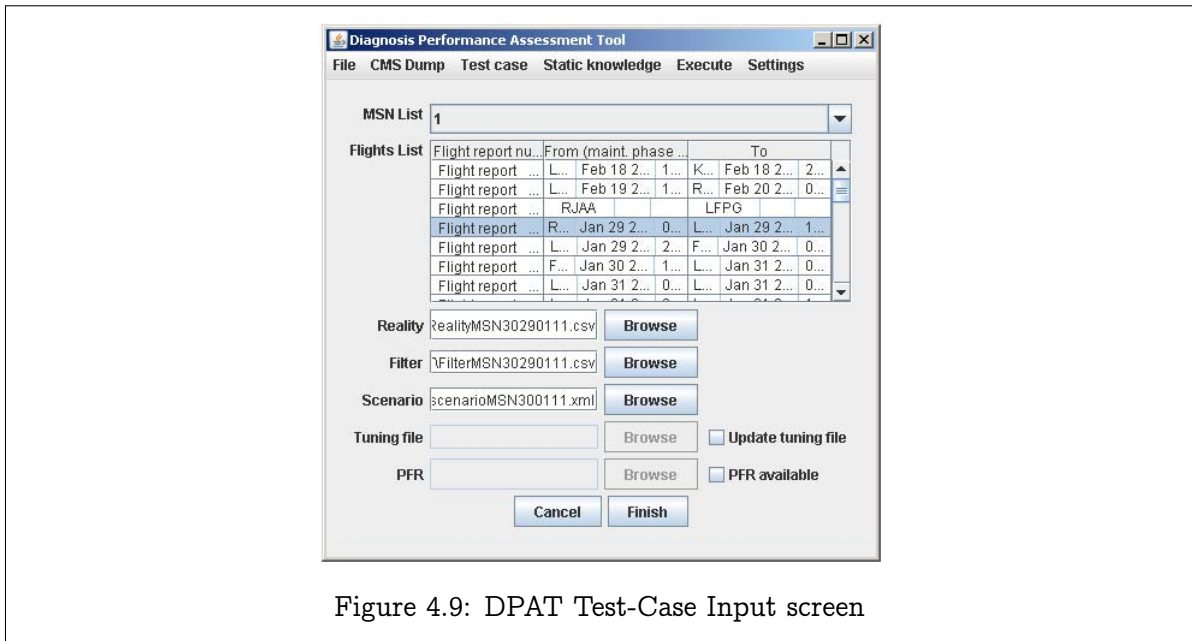 Diagnosis Performance Assessment Tool
File CMS Dump Test case Static knowledge Execute Settings
MSN List 1
Flights List Flight report nu... From (maint. phase ... To
Flight report ... L... Feb 18 2... 1... K... Feb 18 2... 2...
Flight report ... L... Feb 19 2... 1... R... Feb 20 2... 0...
Flight report ... RJAA LFPG
Flight report ... R... Jan 29 2... 0... L... Jan 29 2... 1...
Flight report ... L... Jan 29 2... 2... F... Jan 30 2... 0...
Flight report ... F... Jan 30 2... 1... L... Jan 31 2... 0...
Flight report ... L... Jan 31 2... 0... L... Jan 31 2... 0...
Reality RealityMSN30290111.csv Browse
Filter \FilterMSN30290111.csv Browse
Scenario scenarioMSN300111.xml Browse
Tuning file Browse Update tuning file
PFR Browse PFR available
Cancel Finish
Figure 4.9: DPAT Test-Case Input screen